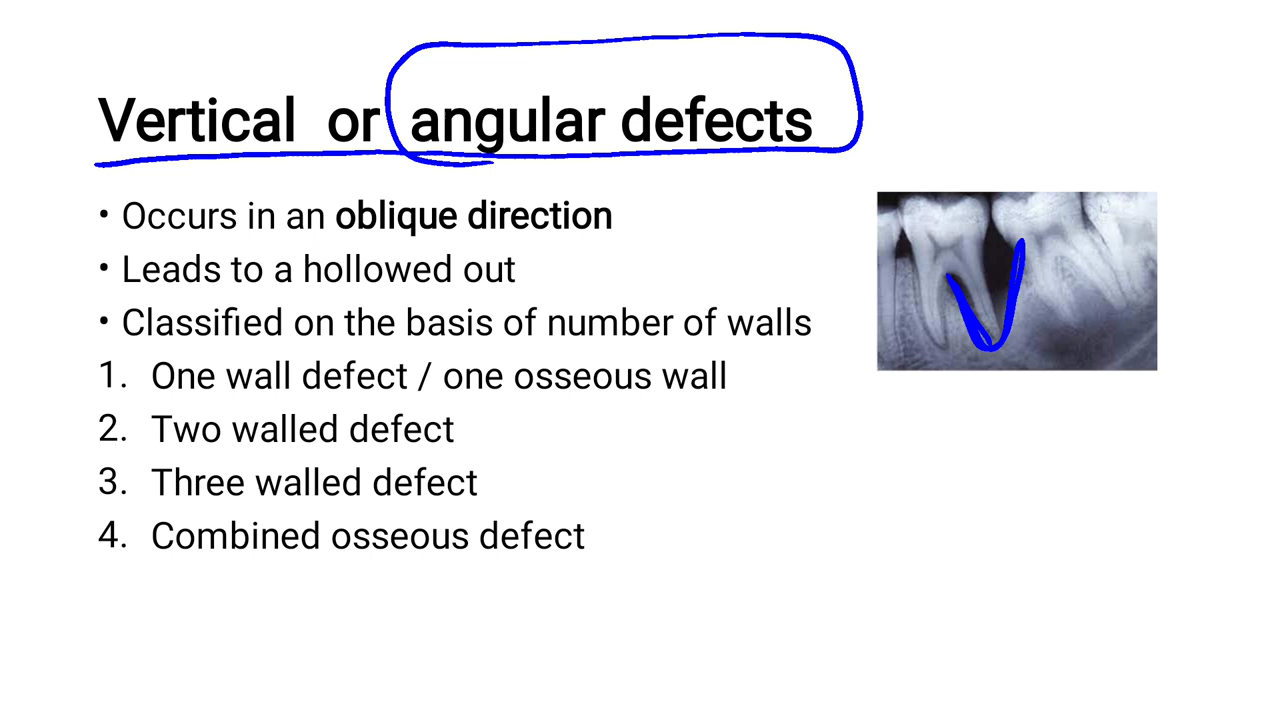 Vertical or angular defects
• Occurs in an oblique direction
• Leads to a hollowed out
• Classified on the basis of number of walls
1. One wall defect / one osseous wall
2. Two walled defect
3. Three walled defect
4. Combined osseous defect